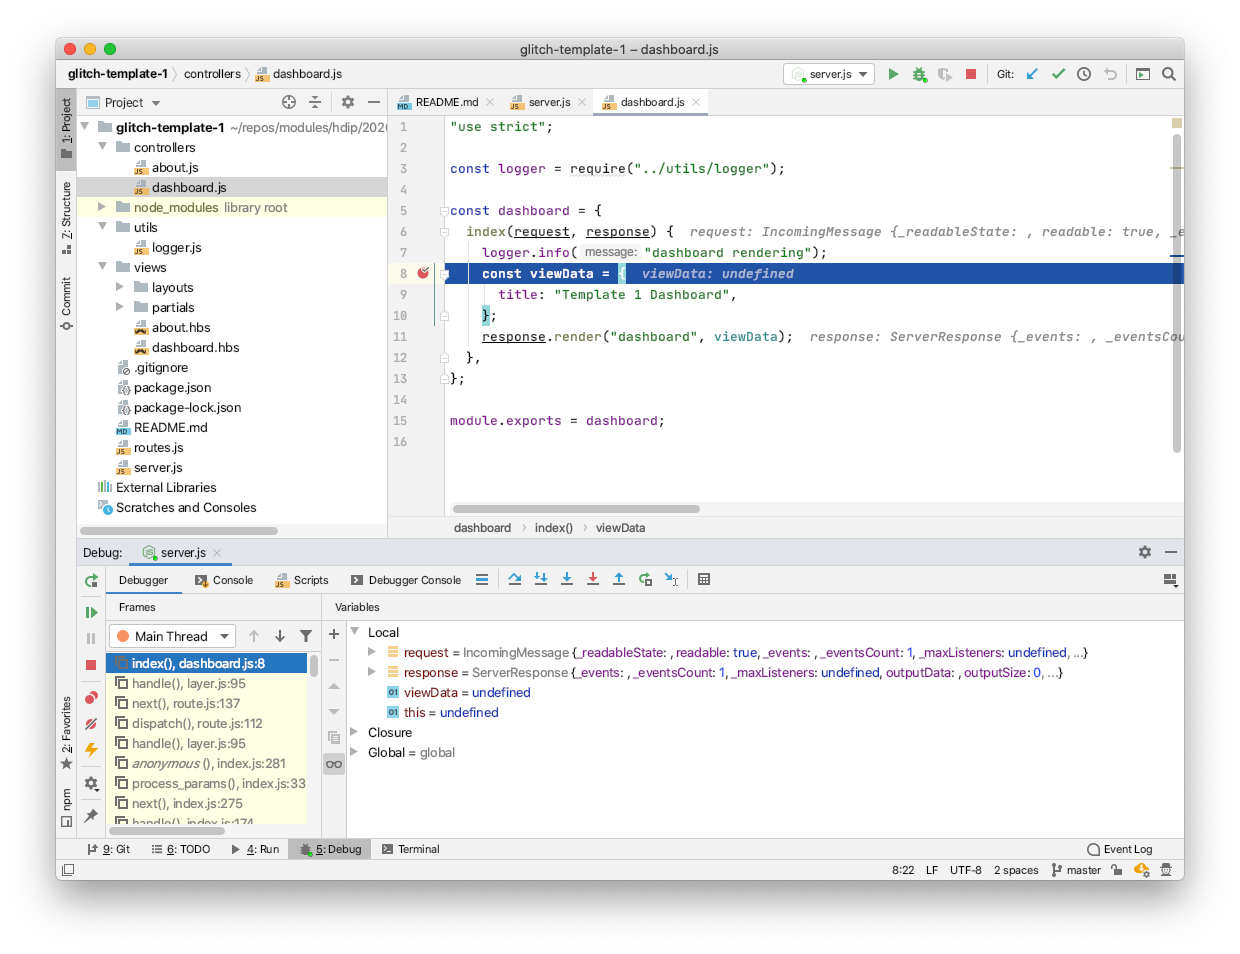 glitch-template-1 – dashboard.js
glitch-template-1 controllers dashboard.js
server.js
Git:
1: Project
Z: Structure
Commit
2: Favorites
npm
Project
glitch-template-1 ~/repos/modules/hdip/202
controllers
about.js
dashboard.js
node_modules library root
utils
logger.js
views
layouts
partials
about.hbs
dashboard.hbs
.gitignore
package.json
package-lock.json
README.md
routes.js
server.js
External Libraries
Scratches and Consoles
README.md server.js dashboard.js
1 "use strict";
2
3 const logger = require("../utils/logger");
4
5 const dashboard = {
6 index(request, response) { request: IncomingMessage {_readableState: , readable: true, _e
7 logger.info( message: "dashboard rendering");
8 const viewData = { viewData: undefined
9 title: "Template 1 Dashboard",
10 };
11 response.render("dashboard", viewData); response: ServerResponse {_events: , _eventsCou
12 },
13 };
14
15 module.exports = dashboard;
16
dashboard index() viewData
Debug: server.js
Debugger Console Scripts Debugger Console
Frames
Main Thread
index(), dashboard.js:8
handle(), layer.js:95
next(), route.js:137
dispatch(), route.js:112
handle(), layer.js:95
anonymous (), index.js:281
process_params(), index.js:33
next(), index.js:275
handle(), index.js:174
Variables
Local
request = IncomingMessage {_readableState: , readable: true, _events: , _eventsCount: 1, _maxListeners: undefined, ...}
response = ServerResponse {_events: , _eventsCount: 1, _maxListeners: undefined, outputData: , outputSize: 0, ...}
01 viewData = undefined
01 this = undefined
Closure
Global = global
9: Git 6: TODO 4: Run 5: Debug Terminal Event Log
8:22 LF UTF-8 2 spaces master